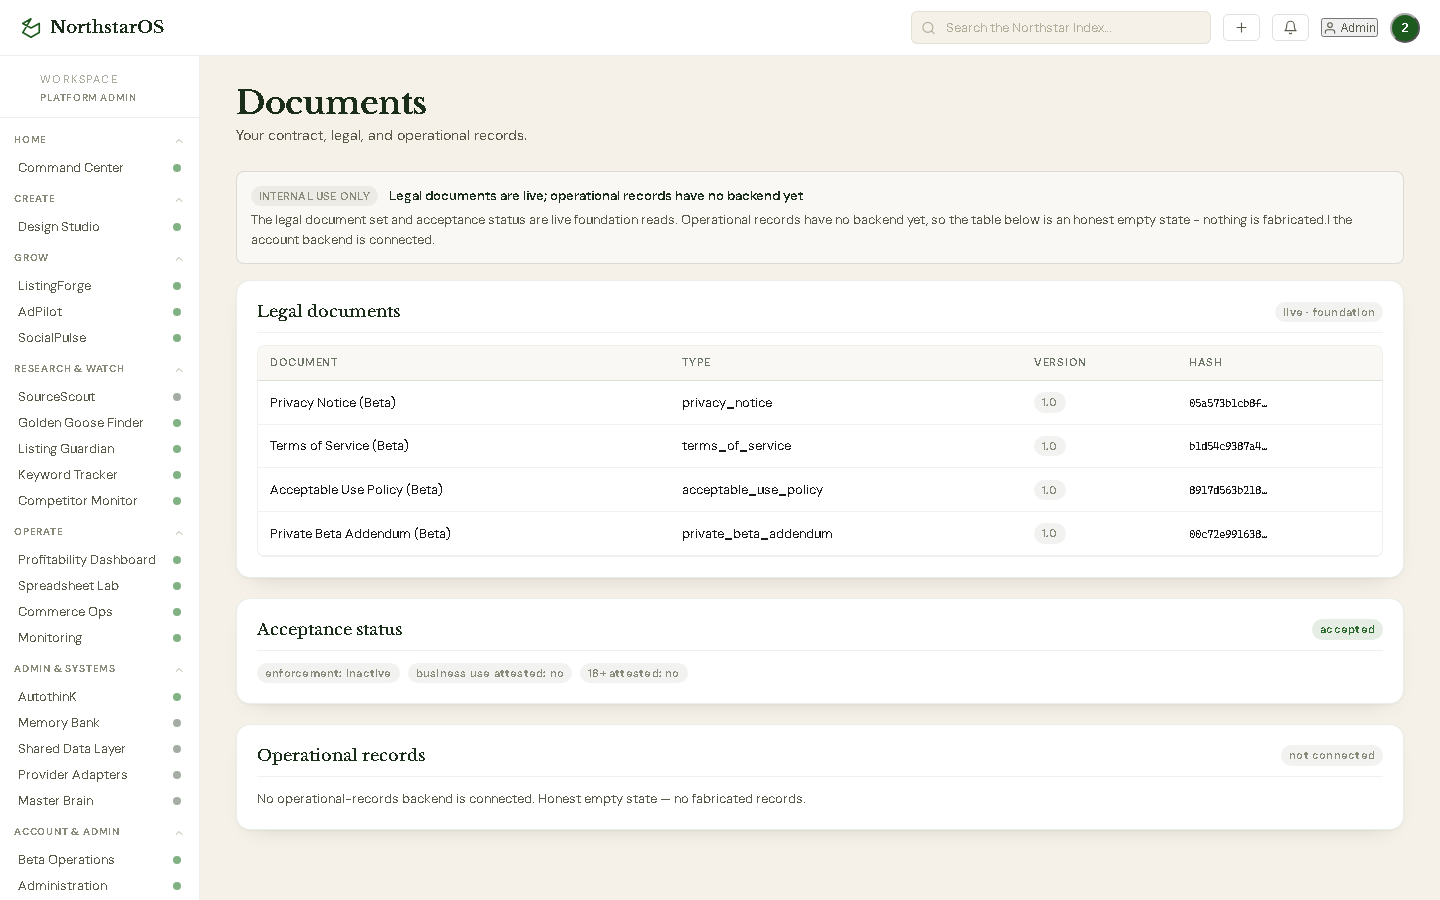 NorthstarOS
Search the Northstar Index...
Admin
2
WORKSPACE
PLATFORM ADMIN
HOME
Command Center
CREATE
Design Studio
GROW
ListingForge
AdPilot
SocialPulse
RESEARCH & WATCH
SourceScout
Golden Goose Finder
Listing Guardian
Keyword Tracker
Competitor Monitor
OPERATE
Profitability Dashboard
Spreadsheet Lab
Commerce Ops
Monitoring
ADMIN & SYSTEMS
AutothinK
Memory Bank
Shared Data Layer
Provider Adapters
Master Brain
ACCOUNT & ADMIN
Beta Operations
Administration
Documents
Your contract, legal, and operational records.
INTERNAL USE ONLY Legal documents are live; operational records have no backend yet
The legal document set and acceptance status are live foundation reads. Operational records have no backend yet, so the table below is an honest empty state - nothing is fabricated.l the
account backend is connected.
Legal documents live · foundation
DOCUMENT TYPE VERSION HASH
Privacy Notice (Beta) privacy_notice 1.0 05a573b1cb8f…
Terms of Service (Beta) terms_of_service 1.0 b1d54c9387a4…
Acceptable Use Policy (Beta) acceptable_use_policy 1.0 8917d563b218…
Private Beta Addendum (Beta) private_beta_addendum 1.0 00c72e991638…
Acceptance status accepted
enforcement: inactive business use attested: no 18+ attested: no
Operational records not connected
No operational-records backend is connected. Honest empty state — no fabricated records.